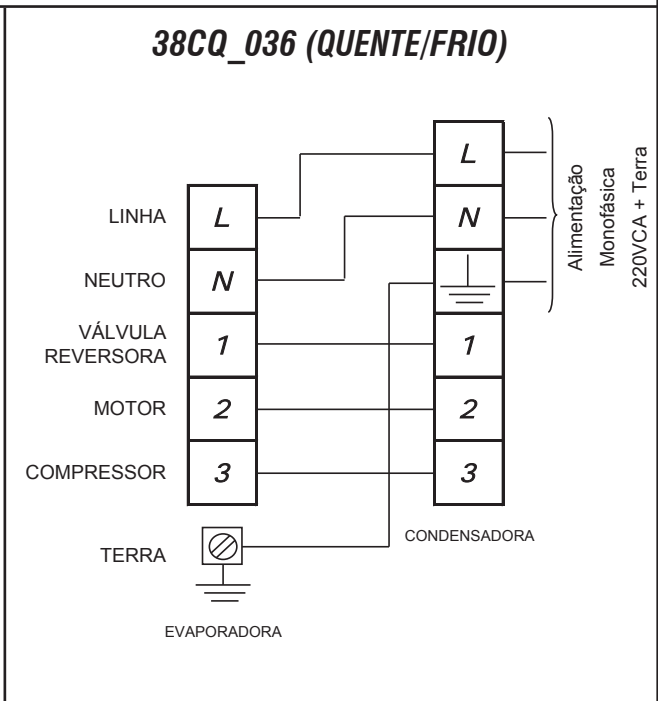 38CQ_036 (QUENTE/FRIO)
LINHA
L
NEUTRO
N
VÁLVULA
REVERSORA
1
MOTOR
2
COMPRESSOR
3
TERRA
EVAPORADORA
L
N
1
2
3
CONDENSADORA
Alimentação
Monofásica
220VCA + Terra